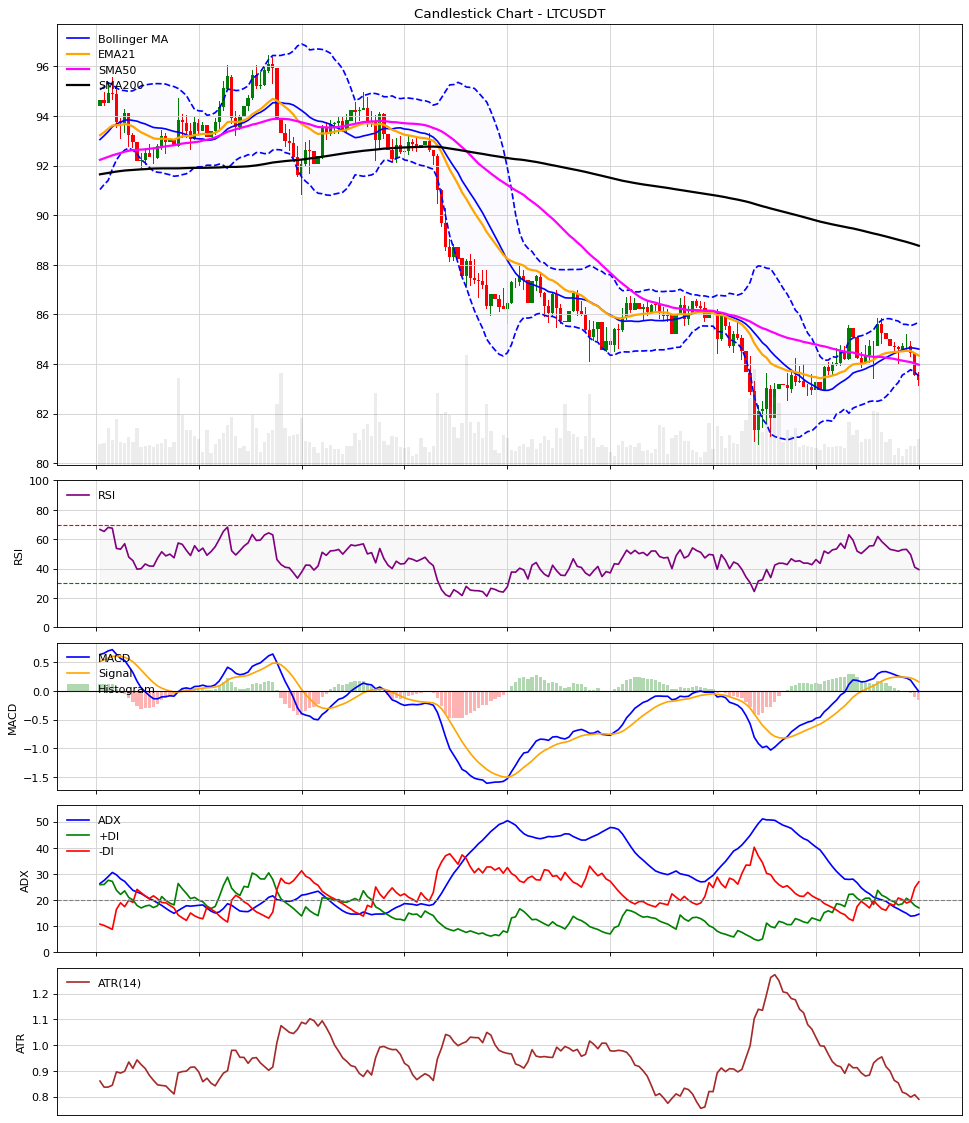 Candlestick Chart - LTCUSDT
Bollinger MA
EMA21
SMA50
SMA200
96
94
92
90
88
86
84
82
80
RSI
RSI
100
80
60
40
20
0
MACD
Signal
Histogram
MACD
0.5
0.0
−0.5
−1.0
−1.5
ADX
+DI
-DI
ADX
50
40
30
20
10
0
ATR(14)
ATR
1.2
1.1
1.0
0.9
0.8